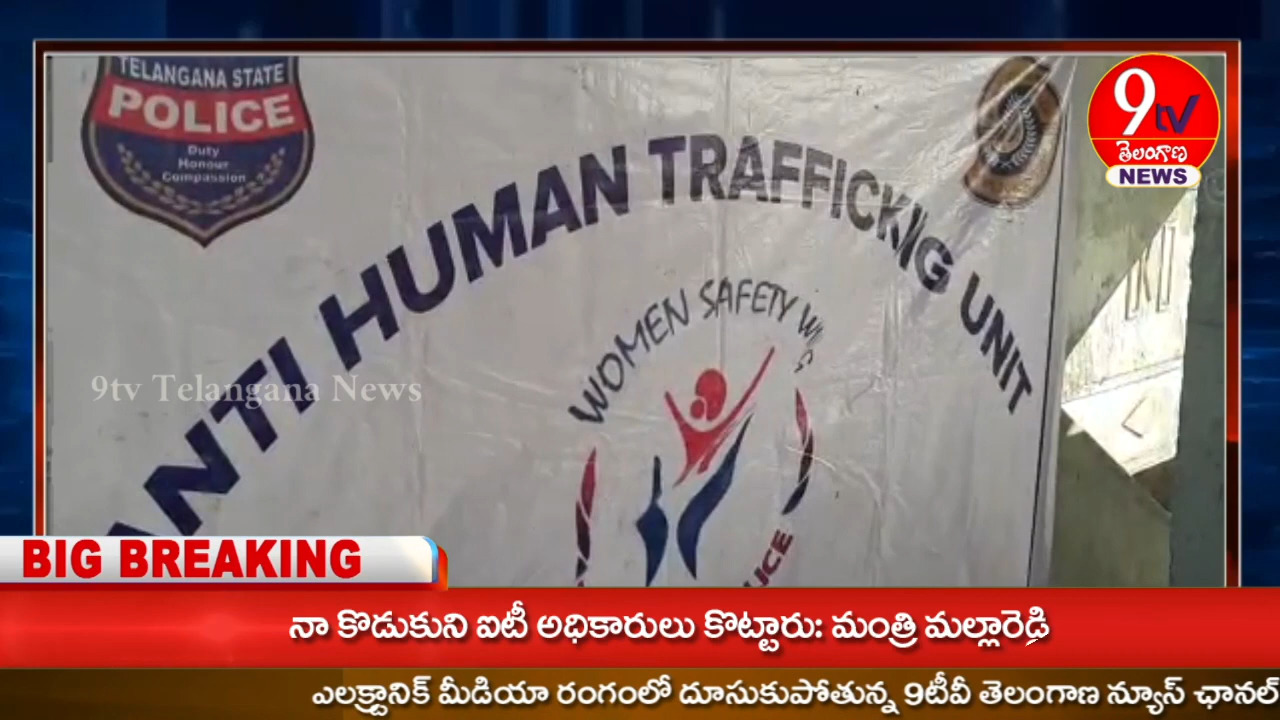 TELANGANA STATE
POLICE
Duty
Honour
Compassion
ANTI HUMAN TRAFFICKIG UNIT
WOMEN SAFETY
9tv
తెలంగాణ
NEWS
9tv Telangana News
BIG BREAKING
నా కొడుకుని ఐటీ అధికారులు కొట్టారు: మంత్రి మల్లారెడ్డి
ఎలక్ట్రానిక్ మీడియా రంగంలో దూసుకుపోతున్న 9టీవీ తెలంగాణ న్యూస్ ఛానల్